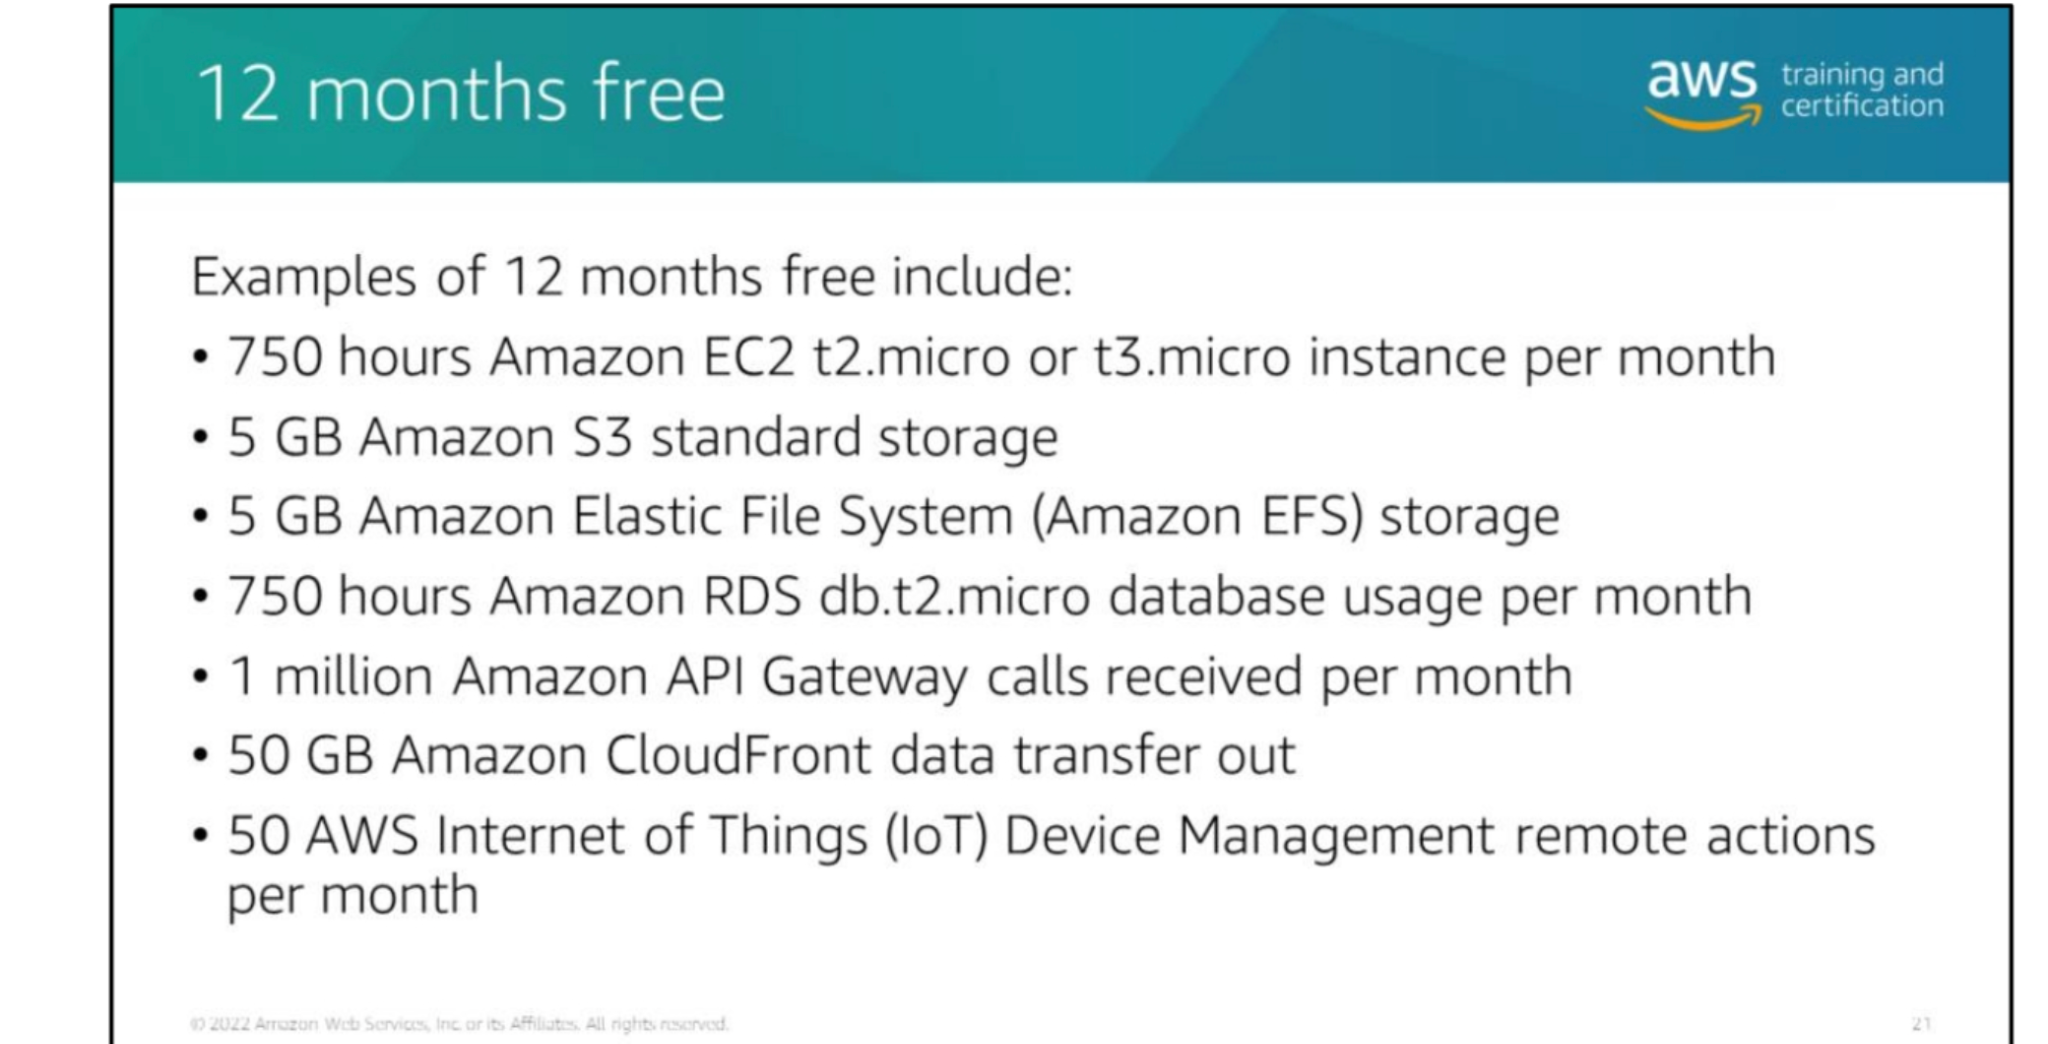 12 months free
aws training and
certification
Examples of 12 months free include:
• 750 hours Amazon EC2 t2.micro or t3.micro instance per month
• 5 GB Amazon S3 standard storage
• 5 GB Amazon Elastic File System (Amazon EFS) storage
• 750 hours Amazon RDS db.t2.micro database usage per month
• 1 million Amazon API Gateway calls received per month
• 50 GB Amazon CloudFront data transfer out
• 50 AWS Internet of Things (IoT) Device Management remote actions
per month
© 2022 Amazon Web Services, Inc. or its Affiliates. All rights reserved.
21